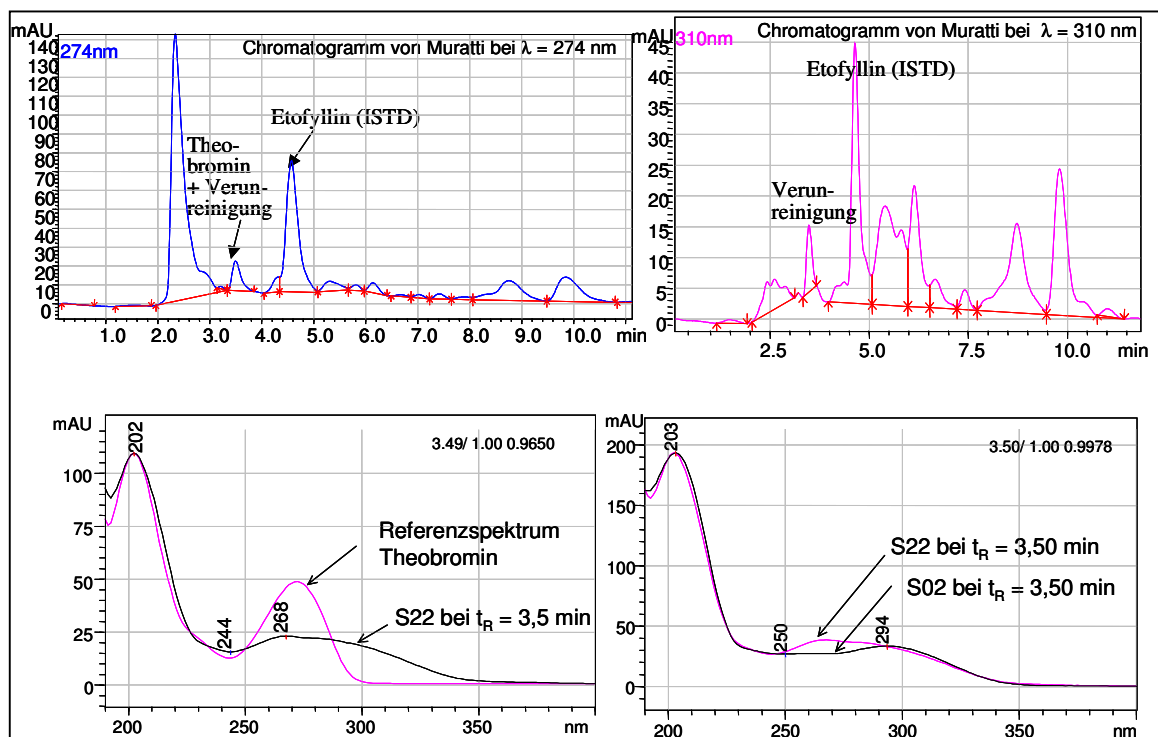 mAU
274nm
Chromatogramm von Muratti bei λ = 274 nm
140
130
120
110
100
90
80
70
60
50
40
30
20
10
0
Etofyllin (ISTD)
Theo-
bromin
+ Verun-
reinigung
1.0 2.0 3.0 4.0 5.0 6.0 7.0 8.0 9.0 10.0 min
mAU
310nm
Chromatogramm von Muratti bei λ = 310 nm
45
40
35
30
25
20
15
10
5
0
Etofyllin (ISTD)
Verun-
reinigung
2.5 5.0 7.5 10.0 min
mAU
3.49/ 1.00 0.9650
100
75
50
25
0
202
244
268
Referenzspektrum
Theobromin
S22 bei tR = 3,5 min
200 250 300 350 nm
mAU
3.50/ 1.00 0.9978
200
150
100
50
0
203
250
294
S22 bei tR = 3,50 min
S02 bei tR = 3,50 min
200 250 300 350 nm